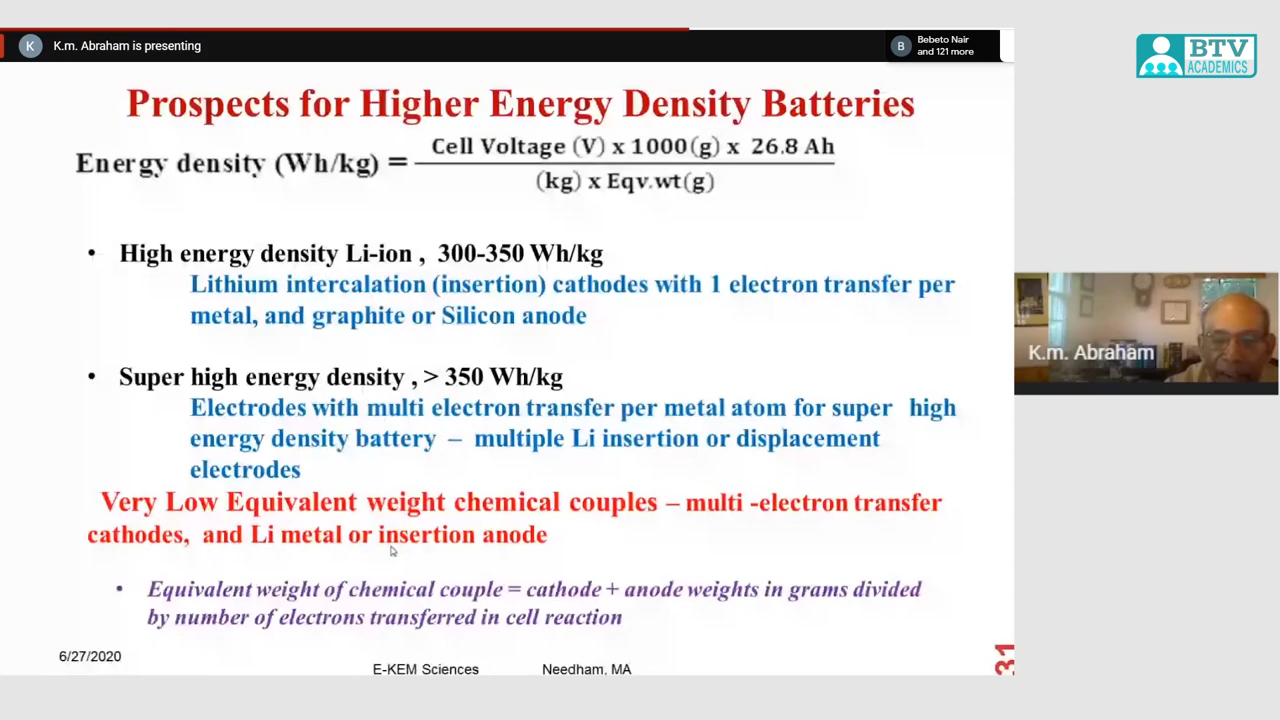 K
K.m. Abraham is presenting
B
Bebeto Nair
and 121 more
BTV
ACADEMICS
Prospects for Higher Energy Density Batteries
Energy density (Wh/kg) = Cell Voltage (V) x 1000(g) x 26.8 Ah
(kg) x Eqv.wt(g)
• High energy density Li-ion , 300-350 Wh/kg
Lithium intercalation (insertion) cathodes with 1 electron transfer per
metal, and graphite or Silicon anode
• Super high energy density , > 350 Wh/kg
Electrodes with multi electron transfer per metal atom for super high
energy density battery – multiple Li insertion or displacement
electrodes
Very Low Equivalent weight chemical couples – multi -electron transfer
cathodes, and Li metal or insertion anode
• Equivalent weight of chemical couple = cathode + anode weights in grams divided
by number of electrons transferred in cell reaction
6/27/2020
E-KEM Sciences Needham, MA
31
K.m. Abraham